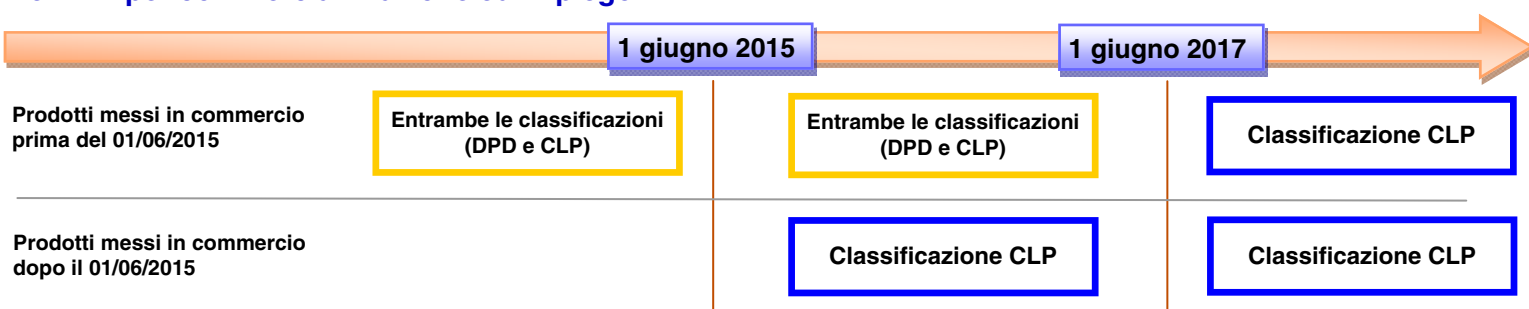 1 giugno 2015
1 giugno 2017
Prodotti messi in commercio
prima del 01/06/2015
Entrambe le classificazioni
(DPD e CLP)
Entrambe le classificazioni
(DPD e CLP)
Classificazione CLP
Prodotti messi in commercio
dopo il 01/06/2015
Classificazione CLP
Classificazione CLP